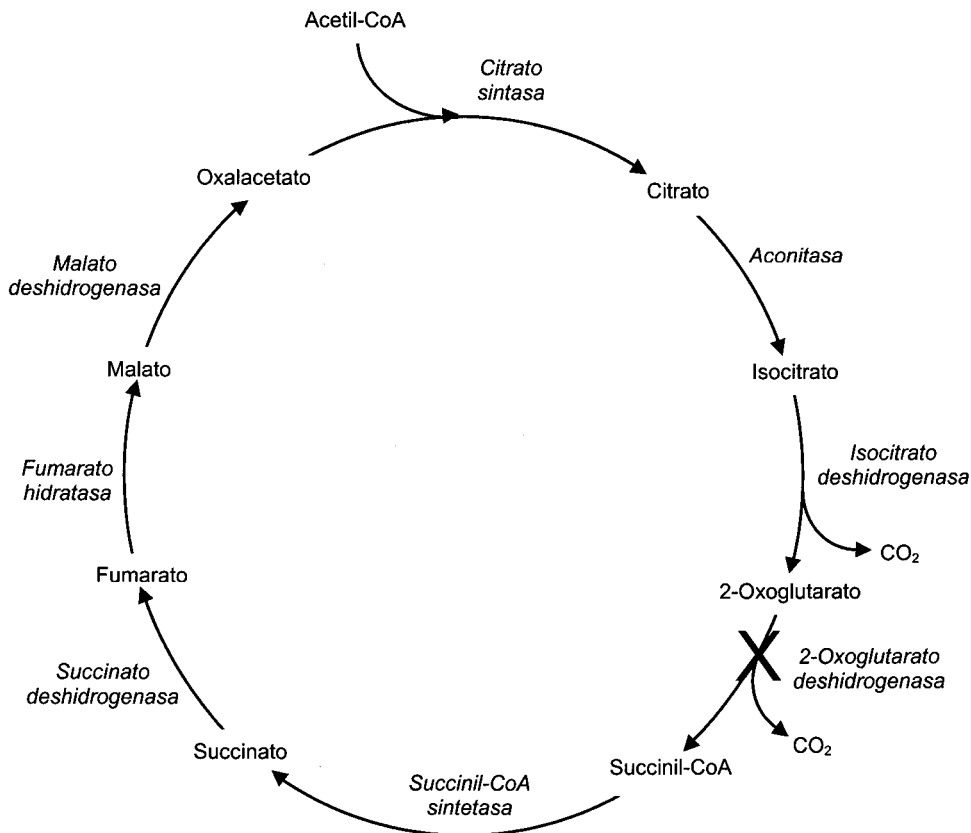 Acetil-CoA
Citrato
sintasa
Oxalacetato
Citrato
Aconitasa
Malato
deshidrogenasa
Malato
Isocitrato
Isocitrato
deshidrogenasa
Fumarato
hidratasa
CO₂
Fumarato
2-Oxoglutarato
X
2-Oxoglutarato
deshidrogenasa
Succinato
deshidrogenasa
CO₂
Succinato
Succinil-CoA
Succinil-CoA
sintetasa